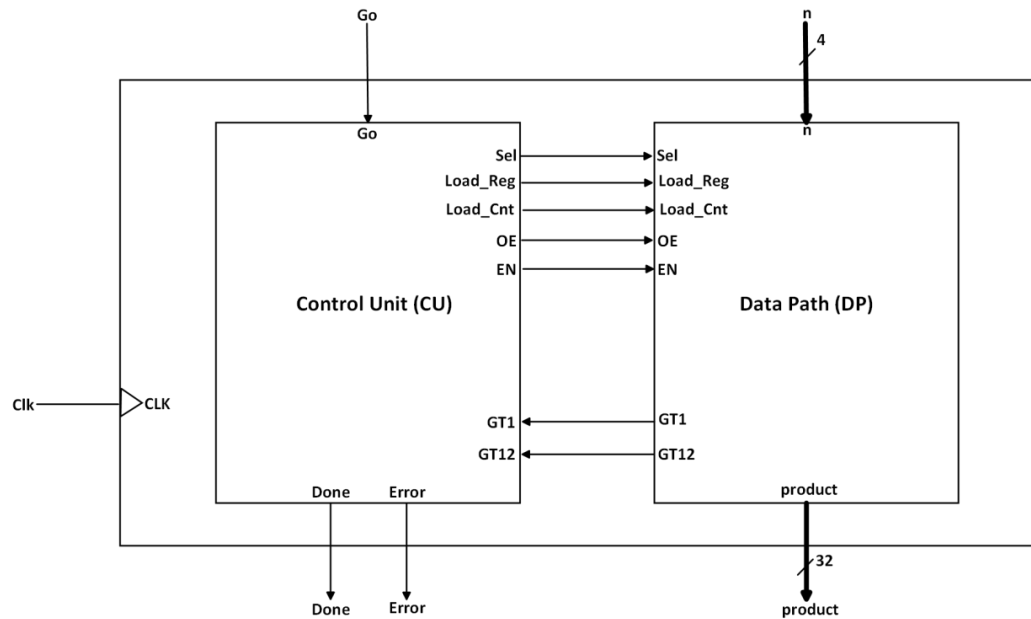 Go
n
4
Go
n
Sel
Sel
Load_Reg
Load_Reg
Load_Cnt
Load_Cnt
OE
OE
EN
EN
Control Unit (CU)
Data Path (DP)
Clk
CLK
GT1
GT1
GT12
GT12
Done
Error
product
32
Done
Error
product